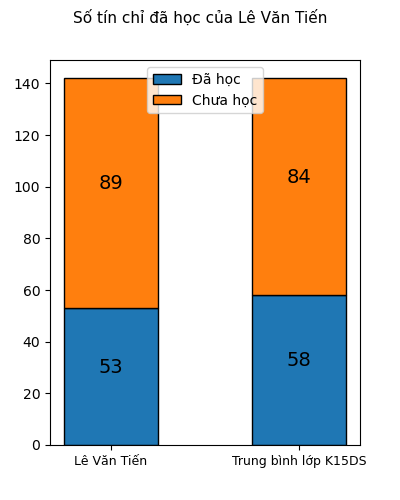 Số tín chỉ đã học của Lê Văn Tiến
Đã học
Chưa học
140
120
100
80
60
40
20
0
89
84
53
58
Lê Văn Tiến
Trung bình lớp K15DS